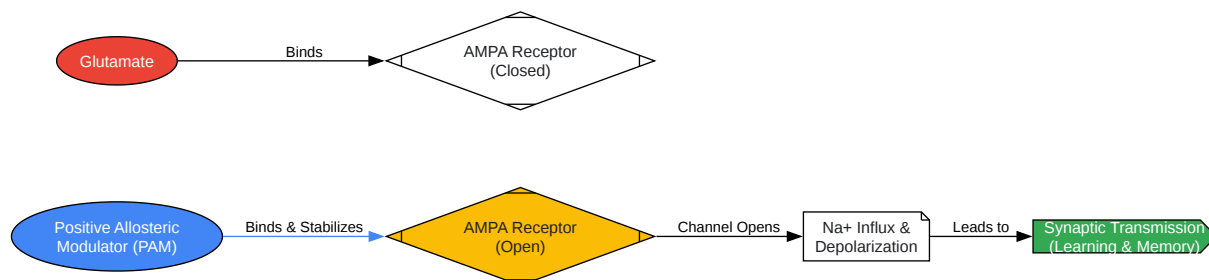 Glutamate
Binds
AMPA Receptor
(Closed)
Positive Allosteric
Modulator (PAM)
Binds & Stabilizes
AMPA Receptor
(Open)
Channel Opens
Na+ Influx &
Depolarization
Leads to
Synaptic Transmission
(Learning & Memory)